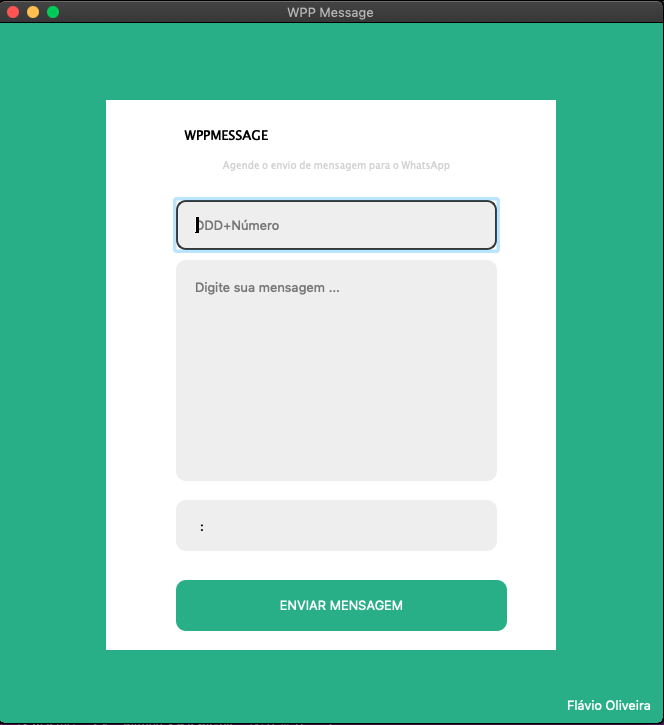 WPP Message
WPPMESSAGE
Agende o envio de mensagem para o WhatsApp
DDD+Número
Digite sua mensagem ...
:
ENVIAR MENSAGEM
Flávio Oliveira